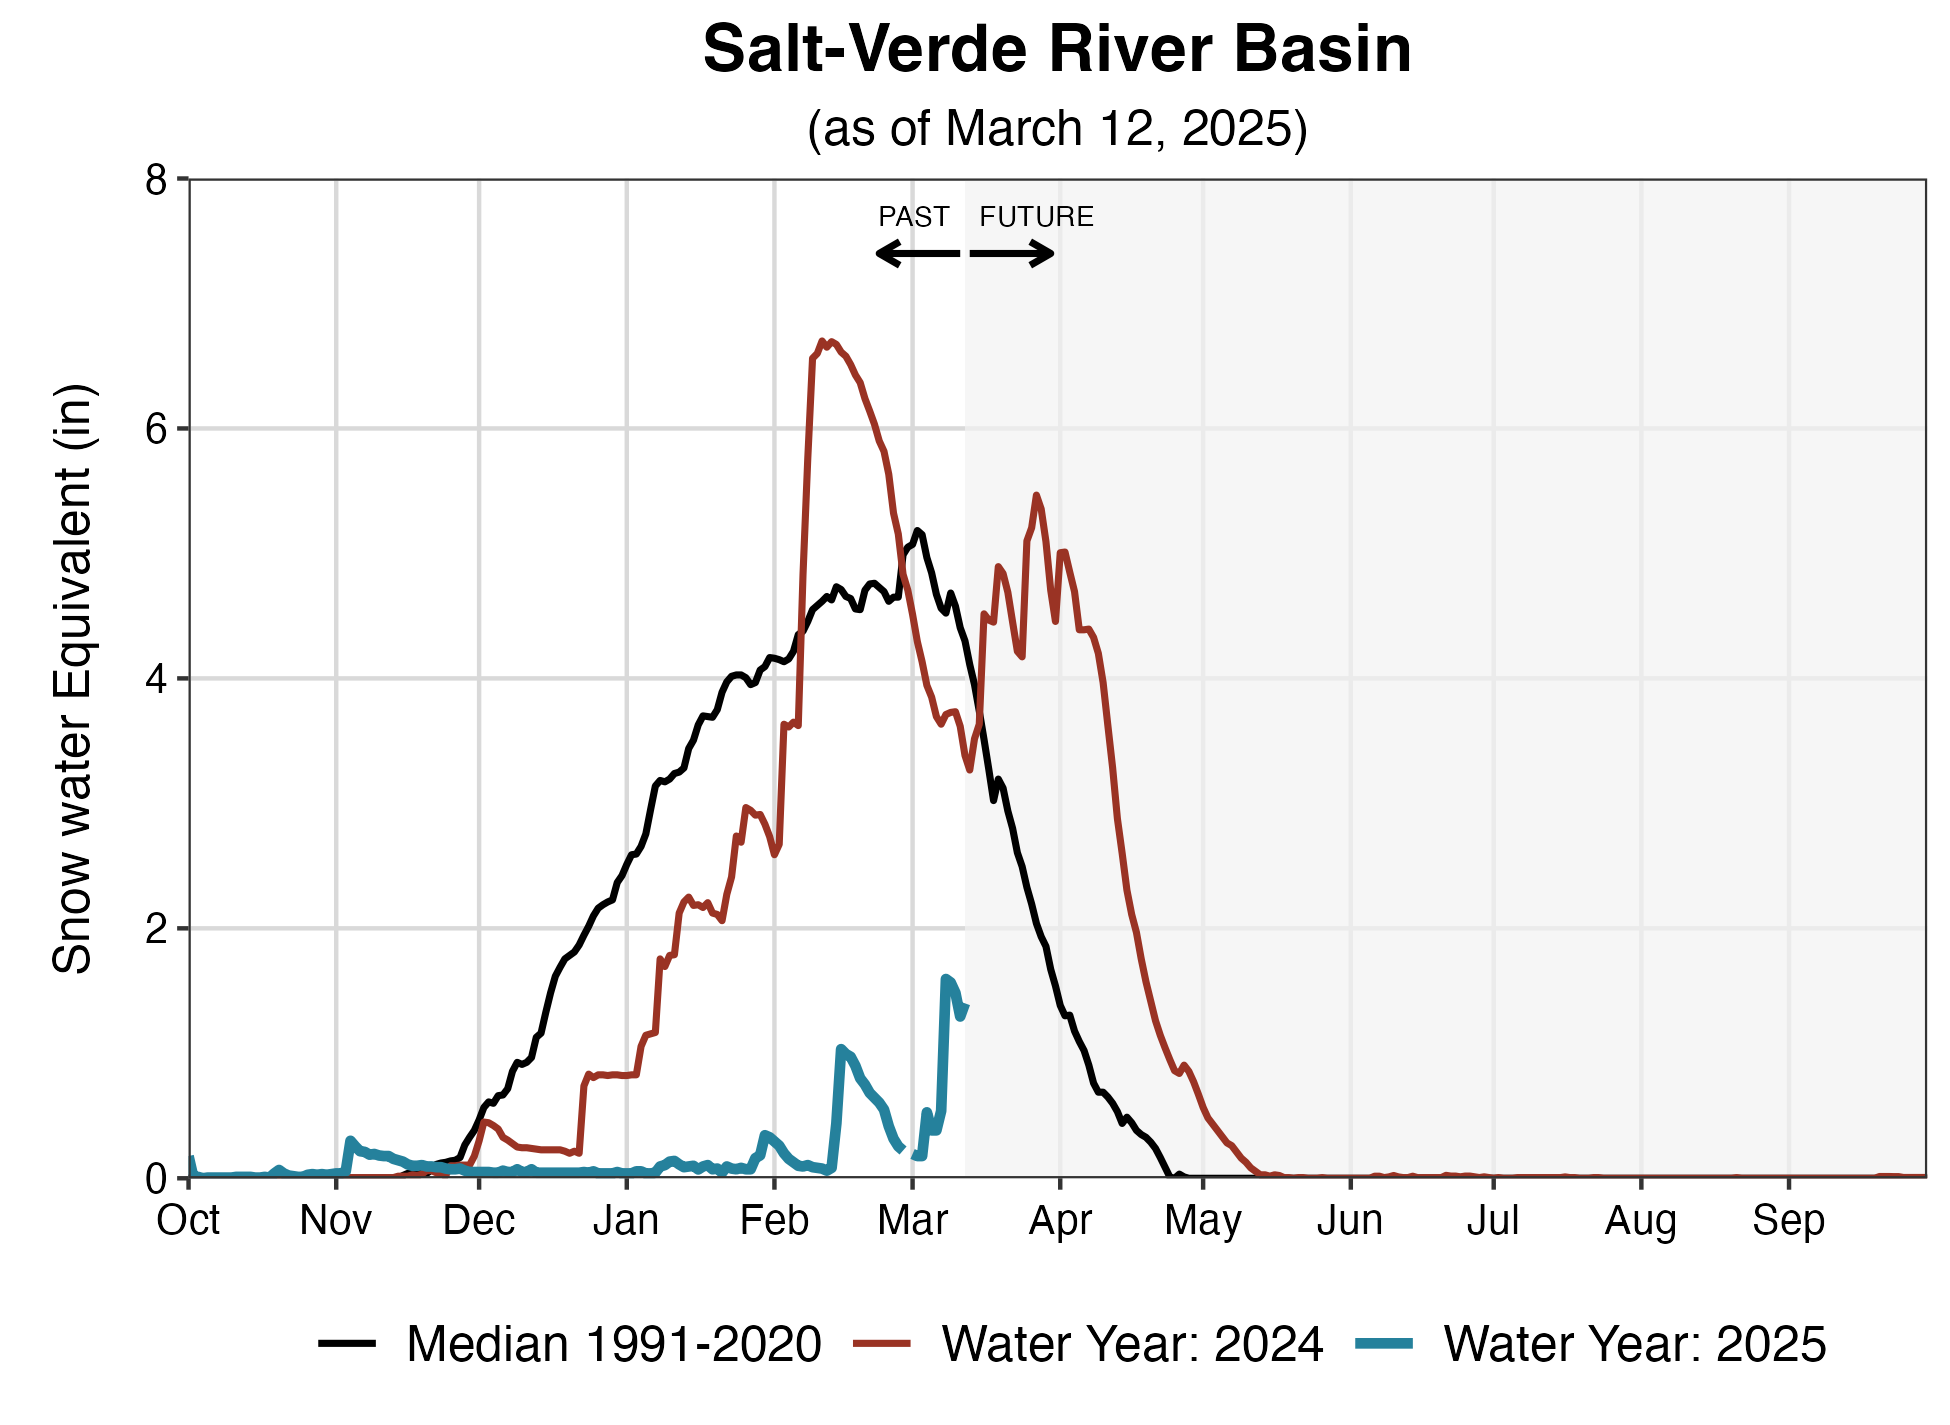 Salt-Verde River Basin
(as of March 12, 2025)
PAST FUTURE
Snow water Equivalent (in)
8
6
4
2
0
Oct Nov Dec Jan Feb Mar Apr May Jun Jul Aug Sep
Median 1991-2020 Water Year: 2024 Water Year: 2025